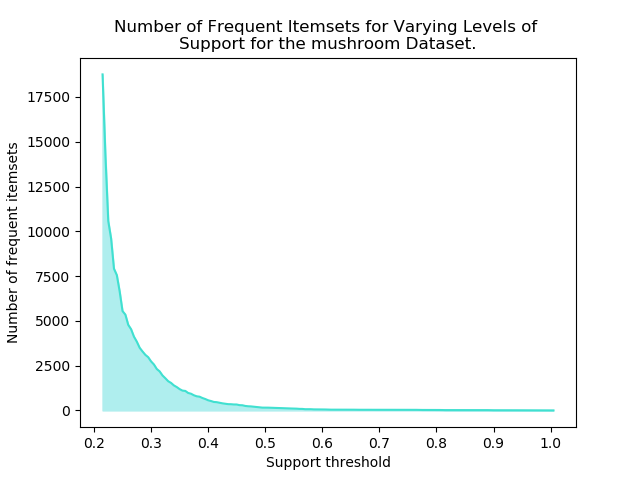 Number of Frequent Itemsets for Varying Levels of
Support for the mushroom Dataset.
17500
15000
12500
10000
7500
5000
2500
0
Number of frequent itemsets
0.2 0.3 0.4 0.5 0.6 0.7 0.8 0.9 1.0
Support threshold